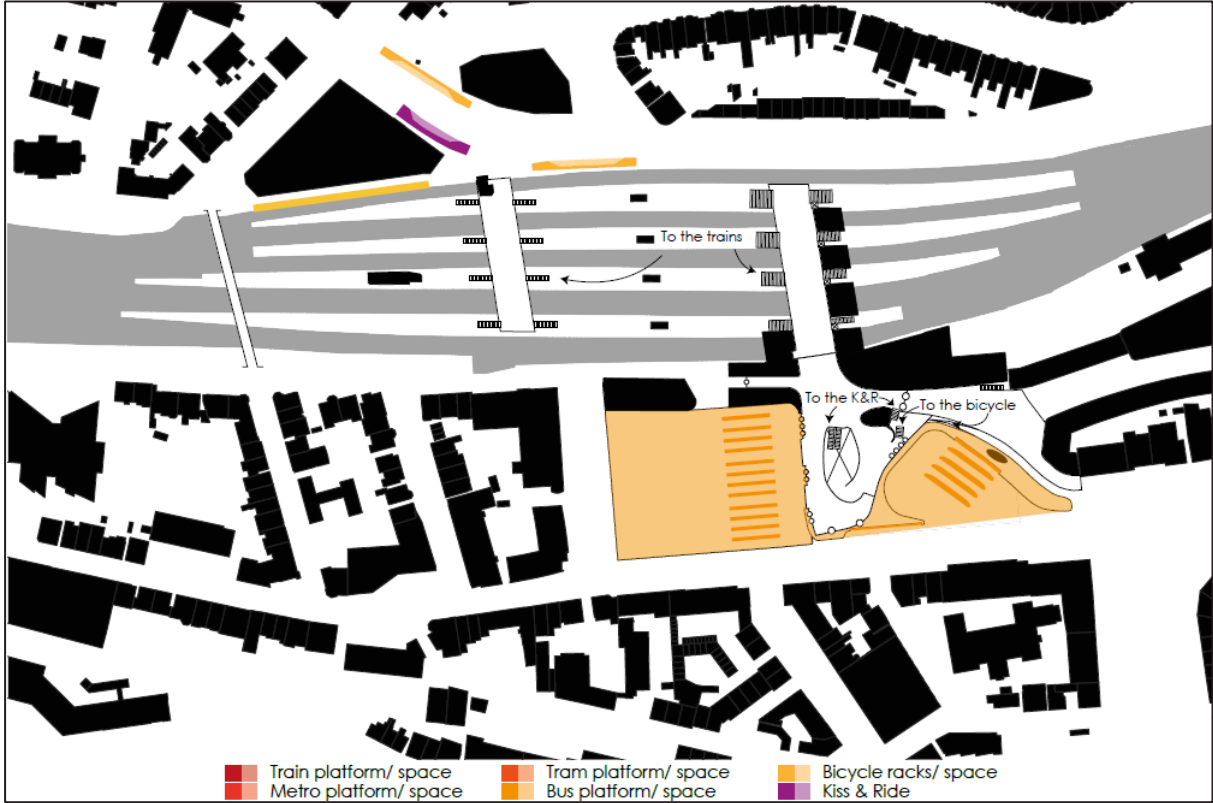 To the trains
To the K&R
To the bicycle
Train platform/ space
Tram platform/ space
Bicycle racks/ space
Metro platform/ space
Bus platform/ space
Kiss & Ride